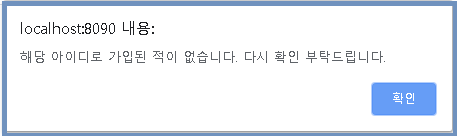 localhost:8090 내용:
해당 아이디로 가입된 적이 없습니다. 다시 확인 부탁드립니다.
확인